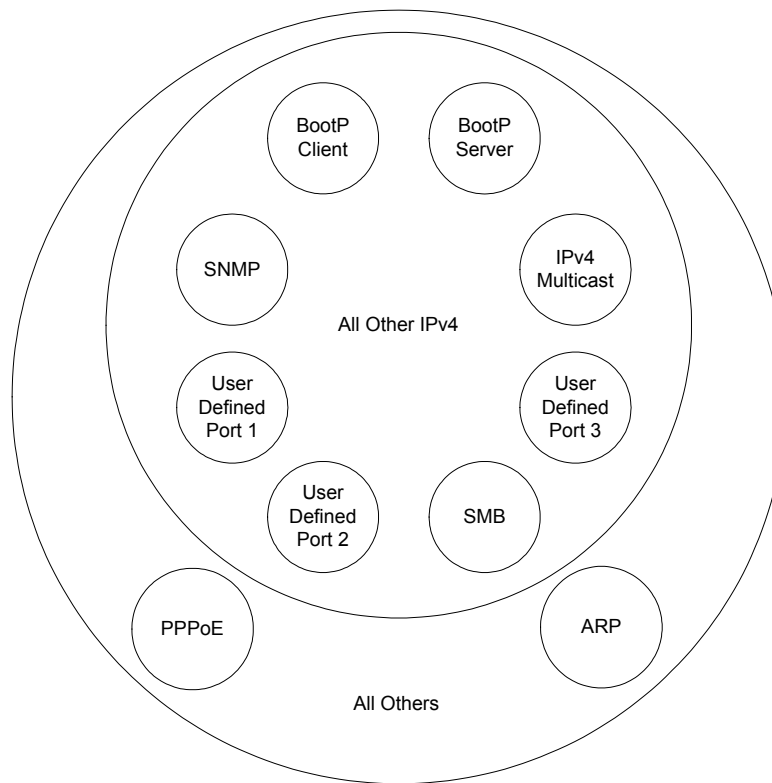 BootP
Client
BootP
Server
SNMP
IPv4
Multicast
All Other IPv4
User
Defined
Port 1
User
Defined
Port 3
User
Defined
Port 2
SMB
PPPoE
ARP
All Others